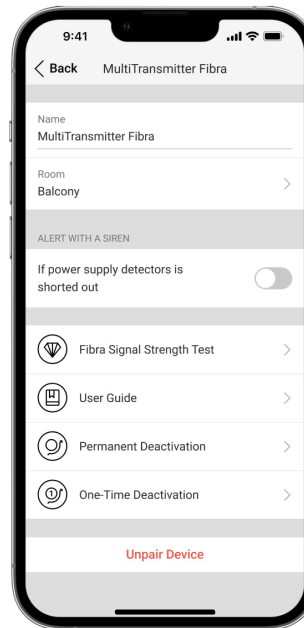 9:41
Back MultiTransmitter Fibra
Name
MultiTransmitter Fibra
Room
Balcony
ALERT WITH A SIREN
If power supply detectors is
shorted out
Fibra Signal Strength Test
User Guide
Permanent Deactivation
1 One-Time Deactivation
Unpair Device